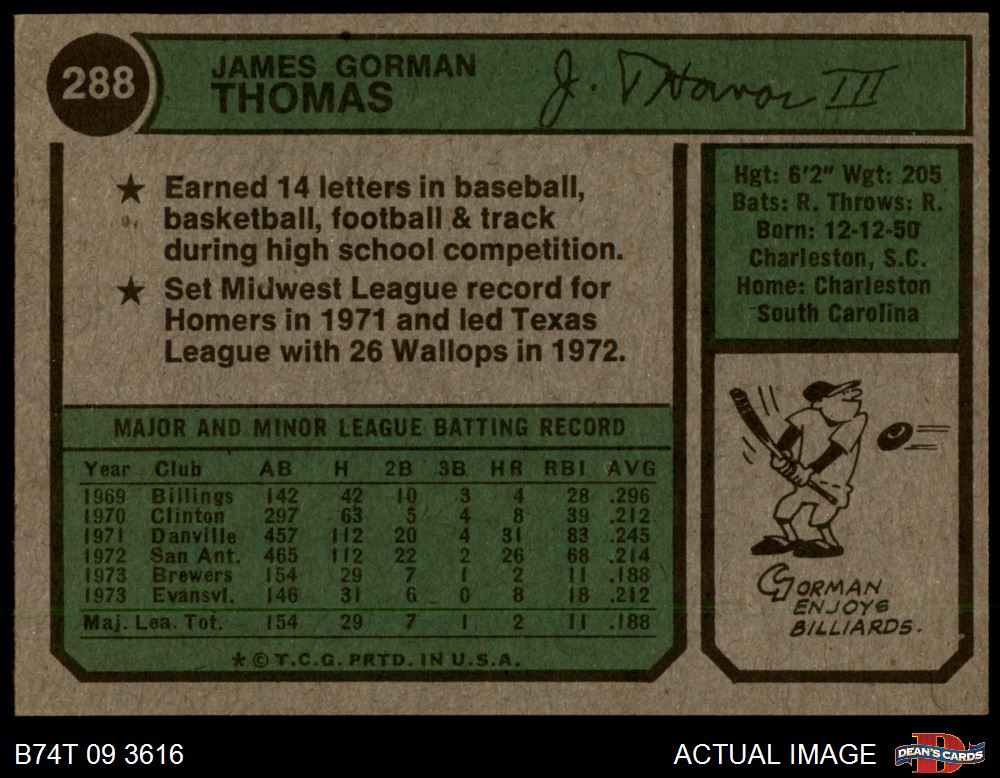 288
JAMES GORMAN
THOMAS
J. Thomas III
★ Earned 14 letters in baseball,
basketball, football & track
during high school competition.
★ Set Midwest League record for
Homers in 1971 and led Texas
League with 26 Wallops in 1972.
Hgt: 6'2" Wgt: 205
Bats: R. Throws: R.
Born: 12-12-50
Charleston, S.C.
Home: Charleston
South Carolina
MAJOR AND MINOR LEAGUE BATTING RECORD
Year Club AB H 2B 3B HR RBI AVG
1969 Billings 142 42 10 3 4 28 .296
1970 Clinton 297 63 5 4 8 39 .212
1971 Danville 457 112 20 4 31 83 .245
1972 San Ant. 465 112 22 2 26 68 .214
1973 Brewers 154 29 7 1 2 11 .188
1973 Evansvl. 146 31 6 0 8 18 .212
Maj. Lea. Tot. 154 29 7 1 2 11 .188
★ © T.C.G. PRTD. IN U.S.A.
GORMAN
ENJOYS
BILLIARDS.
B74T 09 3616
ACTUAL IMAGE
DEAN'S CARDS